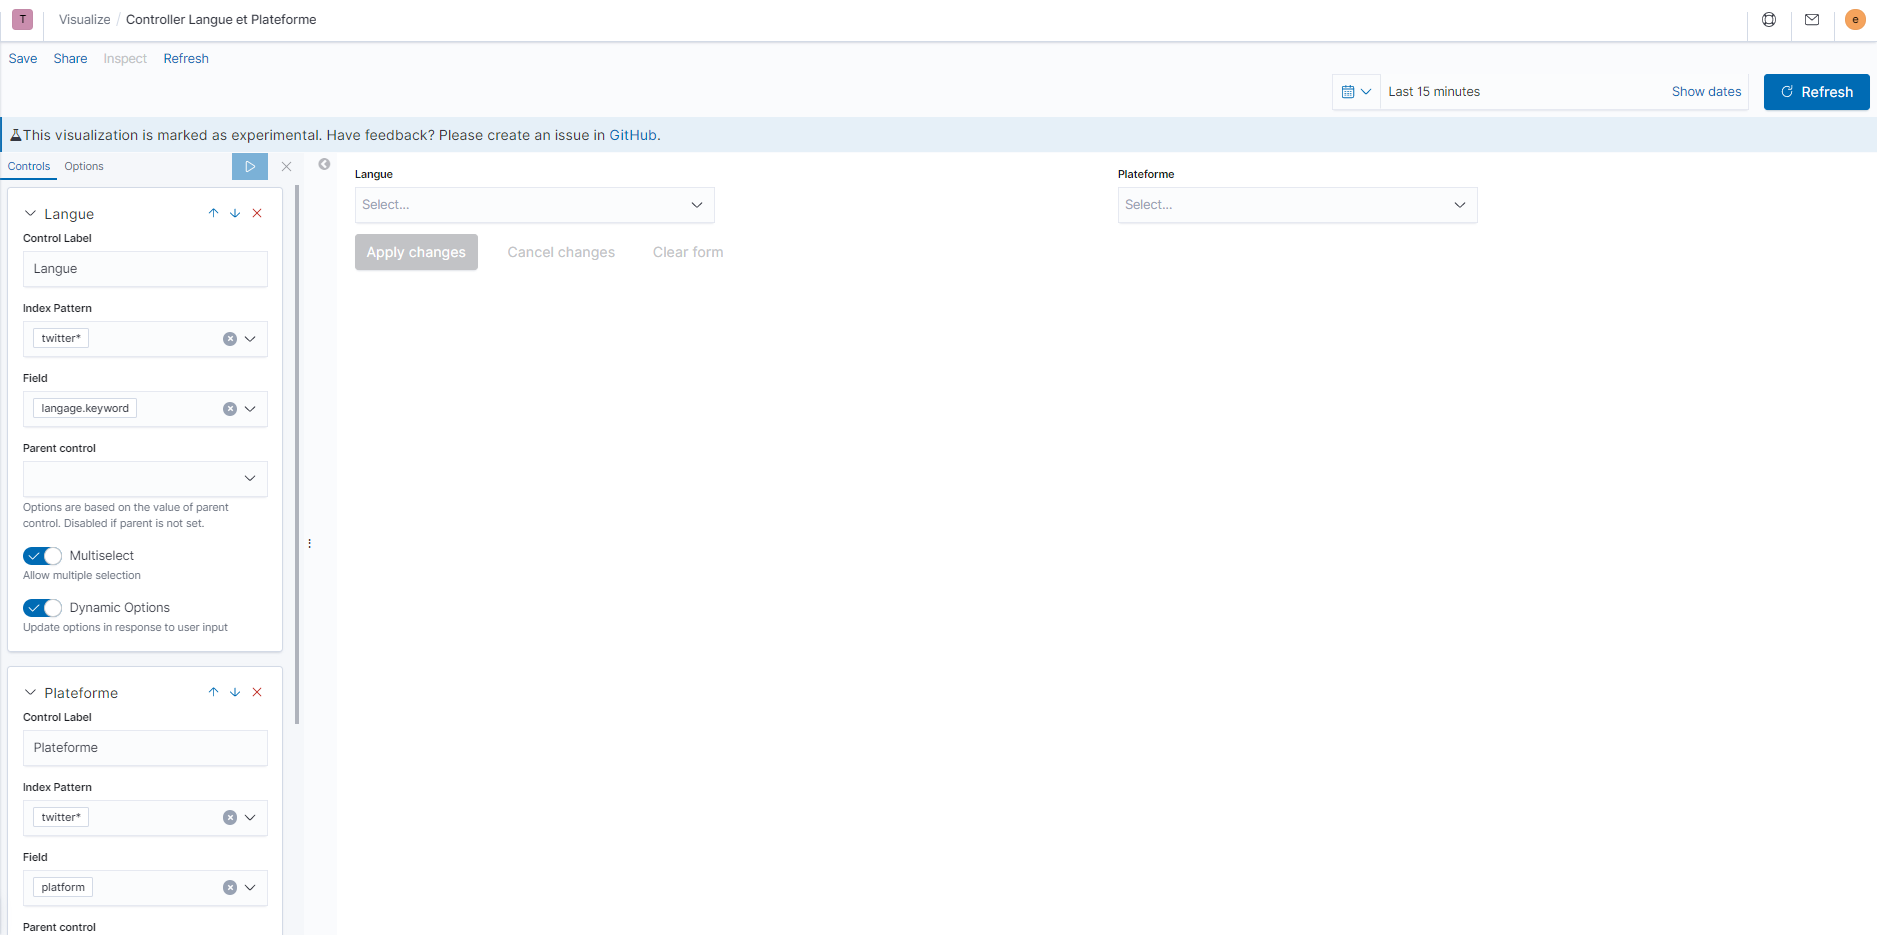 T
Visualize / Controller Langue et Plateforme
e
Save Share Inspect Refresh
Last 15 minutes
Show dates
Refresh
This visualization is marked as experimental. Have feedback? Please create an issue in GitHub.
Controls Options
Langue
Control Label
Langue
Index Pattern
twitter*
Field
langage.keyword
Parent control
Options are based on the value of parent
control. Disabled if parent is not set.
Multiselect
Allow multiple selection
Dynamic Options
Update options in response to user input
Plateforme
Control Label
Plateforme
Index Pattern
twitter*
Field
platform
Parent control
Langue
Select...
Plateforme
Select...
Apply changes Cancel changes Clear form